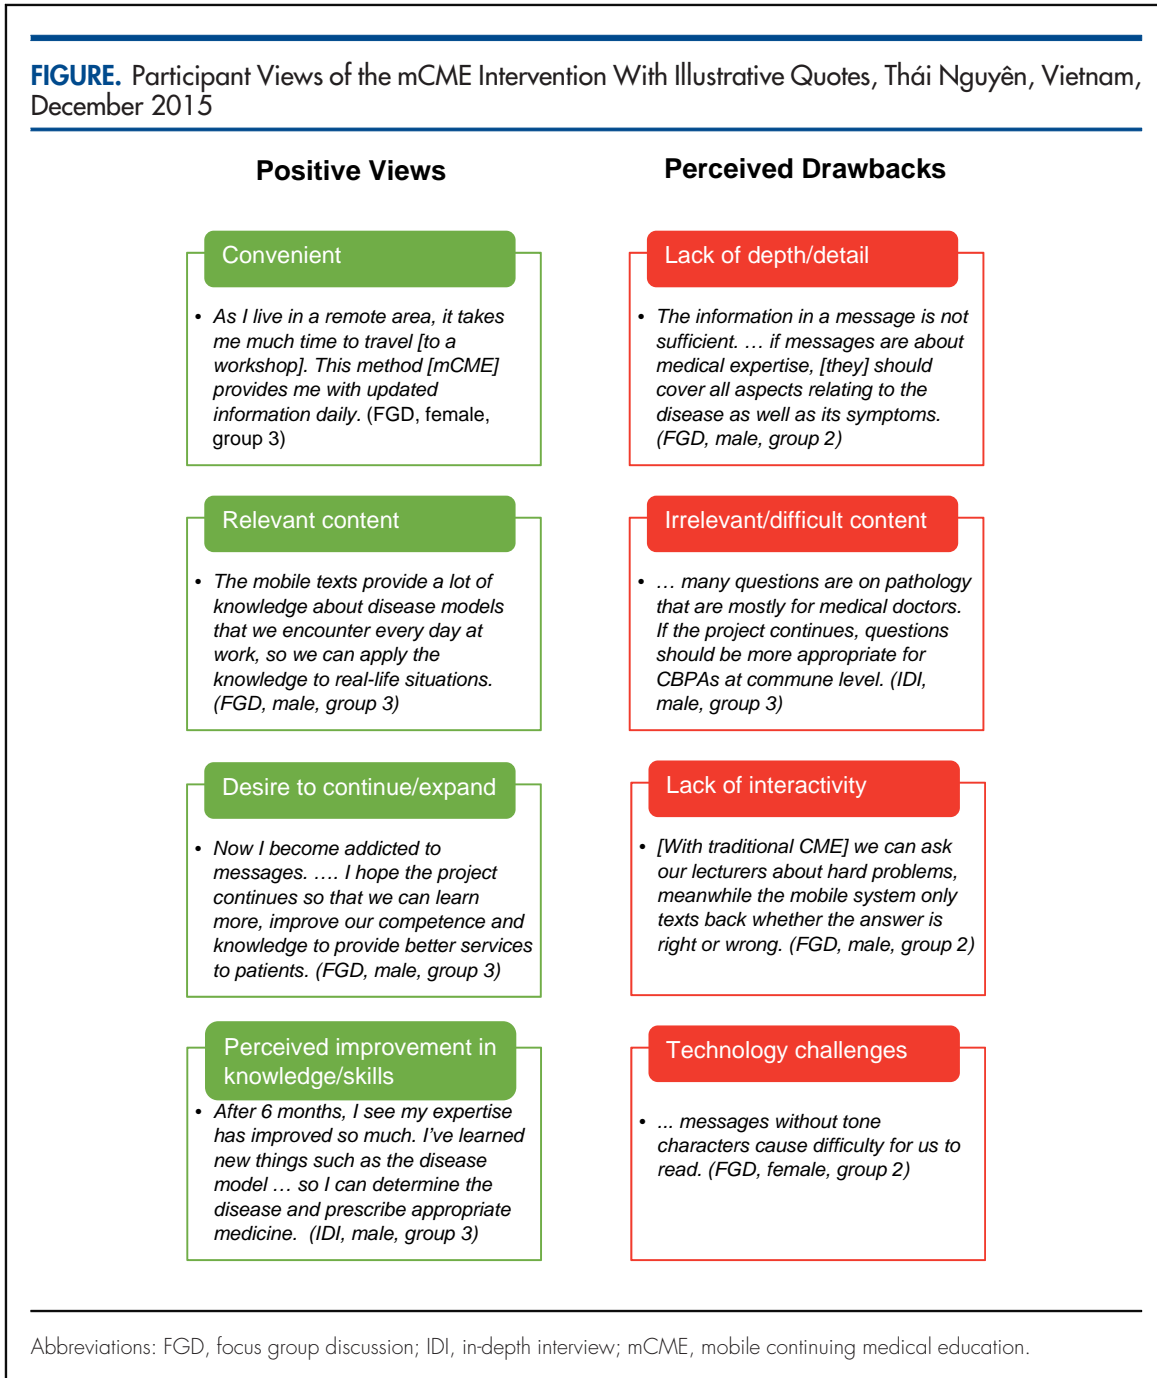 FIGURE. Participant Views of the mCME Intervention With Illustrative Quotes, Thái Nguyên, Vietnam,
December 2015
Positive Views
Convenient
• As I live in a remote area, it takes
me much time to travel [to a
workshop]. This method [mCME]
provides me with updated
information daily. (FGD, female,
group 3)
Relevant content
• The mobile texts provide a lot of
knowledge about disease models
that we encounter every day at
work, so we can apply the
knowledge to real-life situations.
(FGD, male, group 3)
Desire to continue/expand
• Now I become addicted to
messages. …. I hope the project
continues so that we can learn
more, improve our competence and
knowledge to provide better services
to patients. (FGD, male, group 3)
Perceived improvement in
knowledge/skills
• After 6 months, I see my expertise
has improved so much. I've learned
new things such as the disease
model … so I can determine the
disease and prescribe appropriate
medicine. (IDI, male, group 3)
Perceived Drawbacks
Lack of depth/detail
• The information in a message is not
sufficient. … if messages are about
medical expertise, [they] should
cover all aspects relating to the
disease as well as its symptoms.
(FGD, male, group 2)
Irrelevant/difficult content
• … many questions are on pathology
that are mostly for medical doctors.
If the project continues, questions
should be more appropriate for
CBPAs at commune level. (IDI,
male, group 3)
Lack of interactivity
• [With traditional CME] we can ask
our lecturers about hard problems,
meanwhile the mobile system only
texts back whether the answer is
right or wrong. (FGD, male, group 2)
Technology challenges
• ... messages without tone
characters cause difficulty for us to
read. (FGD, female, group 2)
Abbreviations: FGD, focus group discussion; IDI, in-depth interview; mCME, mobile continuing medical education.